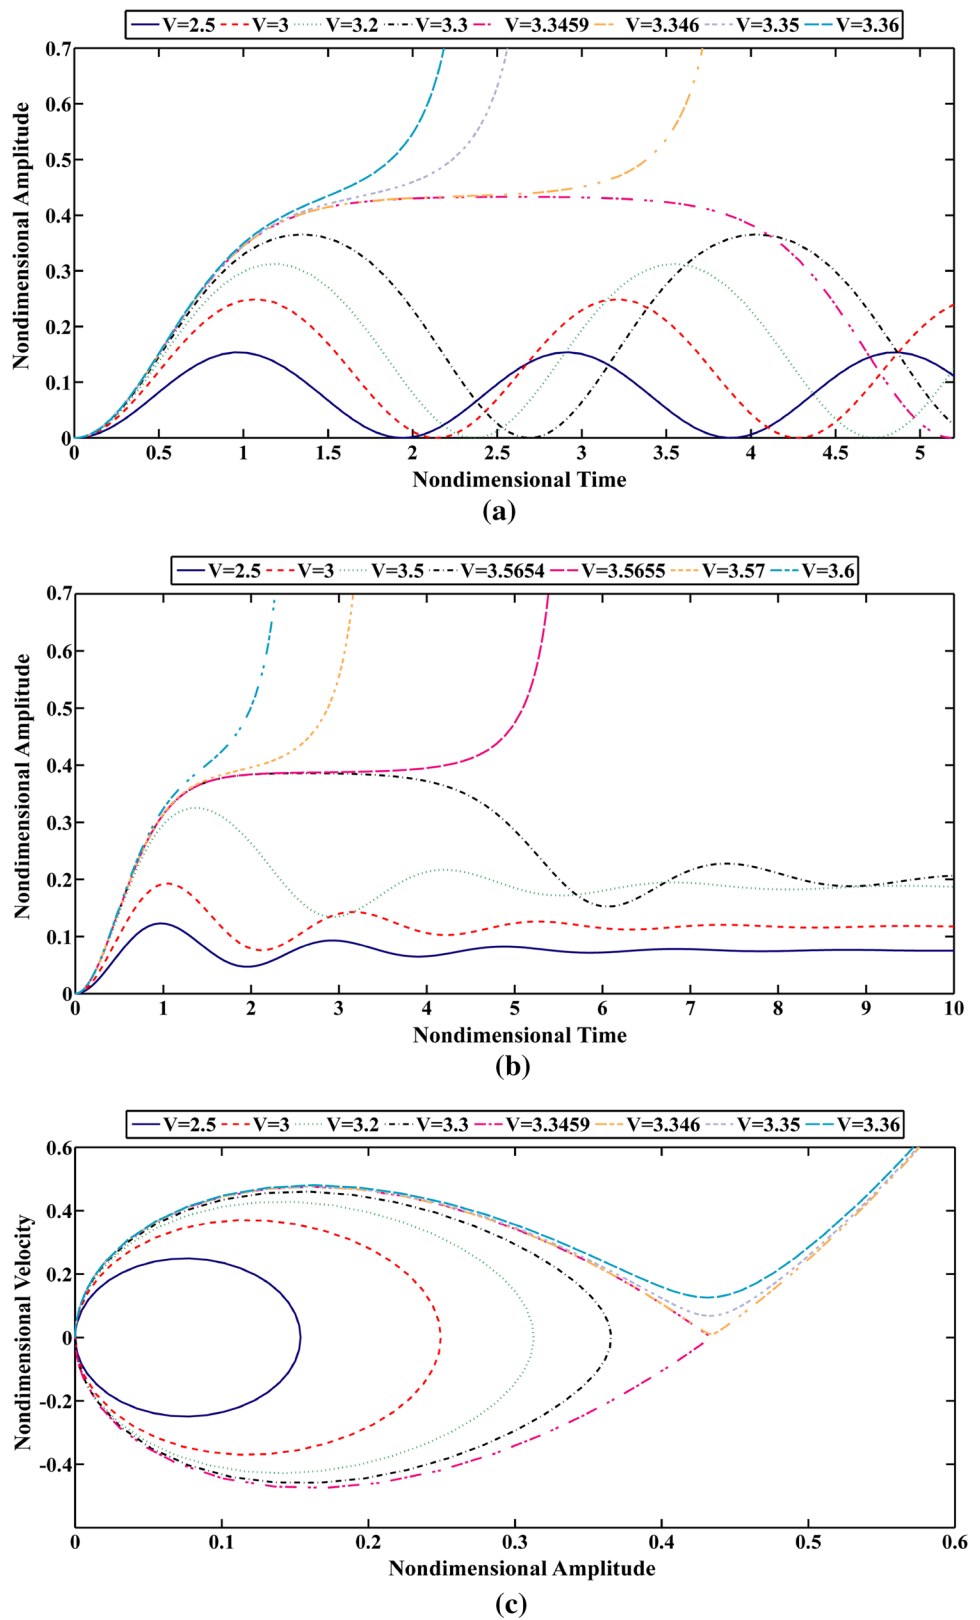 V=2.5 V=3 V=3.2 V=3.3 V=3.3459 V=3.346 V=3.35 V=3.36
0.7
0.6
0.5
0.4
0.3
0.2
0.1
0
Nondimensional Amplitude
0 0.5 1 1.5 2 2.5 3 3.5 4 4.5 5
Nondimensional Time
(a)
V=2.5 V=3 V=3.5 V=3.5654 V=3.5655 V=3.57 V=3.6
0.7
0.6
0.5
0.4
0.3
0.2
0.1
0
Nondimensional Amplitude
0 1 2 3 4 5 6 7 8 9 10
Nondimensional Time
(b)
V=2.5 V=3 V=3.2 V=3.3 V=3.3459 V=3.346 V=3.35 V=3.36
0.6
0.4
0.2
0
-0.2
-0.4
Nondimensional Velocity
0 0.1 0.2 0.3 0.4 0.5 0.6
Nondimensional Amplitude
(c)